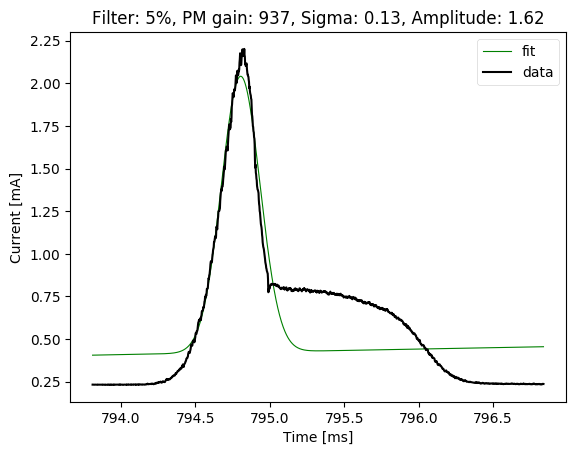 Filter: 5%, PM gain: 937, Sigma: 0.13, Amplitude: 1.62
fit
data
2.25
2.00
1.75
1.50
1.25
1.00
0.75
0.50
0.25
Current [mA]
794.0 794.5 795.0 795.5 796.0 796.5
Time [ms]